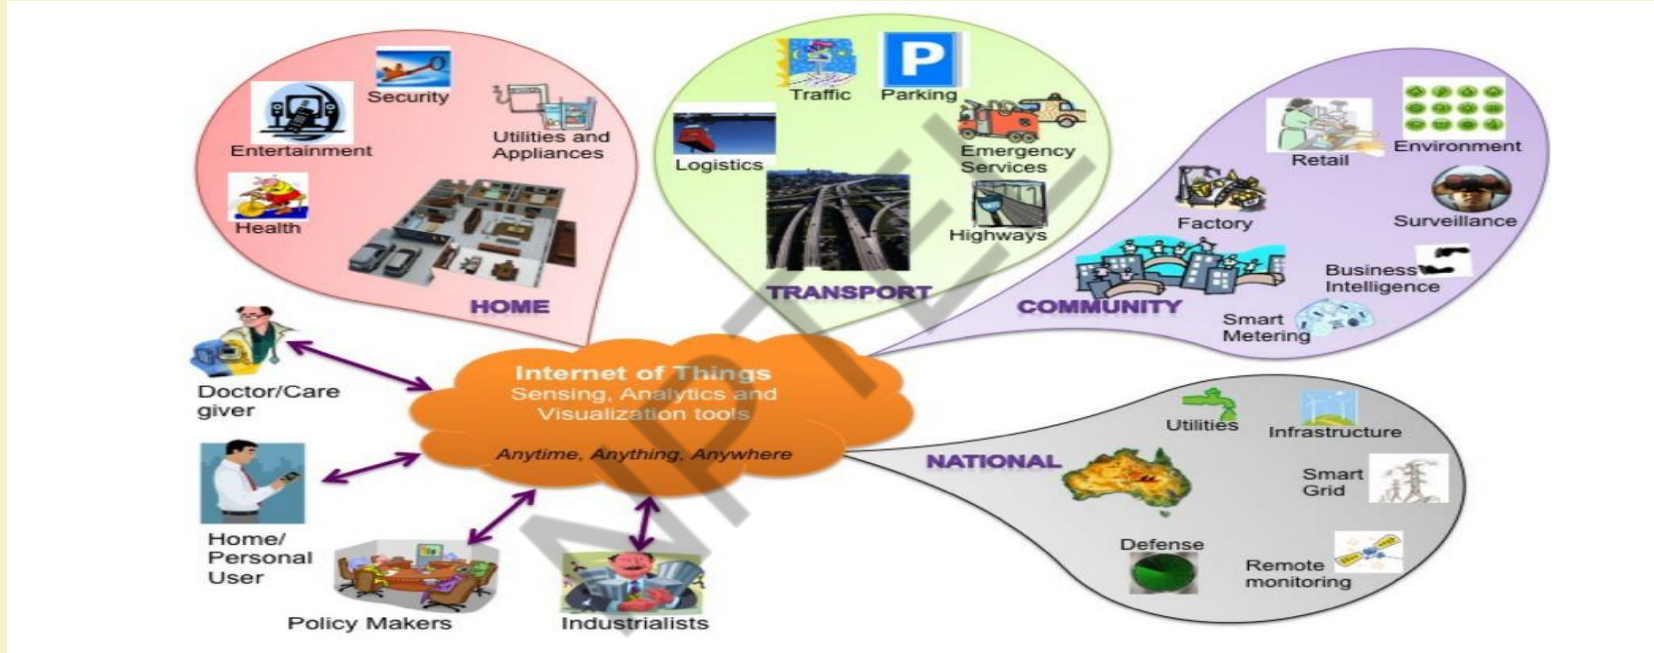 Security
Entertainment
Utilities and
Appliances
Health
HOME
Traffic
Parking
P
Logistics
Emergency
Services
Highways
TRANSPORT
Retail
Environment
Factory
Surveillance
Business
Intelligence
Smart
Metering
COMMUNITY
Internet of Things
Sensing, Analytics and
Visualization tools
Anytime, Anything, Anywhere
NATIONAL
Utilities
Infrastructure
Smart
Grid
Defense
Remote
monitoring
Doctor/Care
giver
Home/
Personal
User
Policy Makers
Industrialists
NPTEL